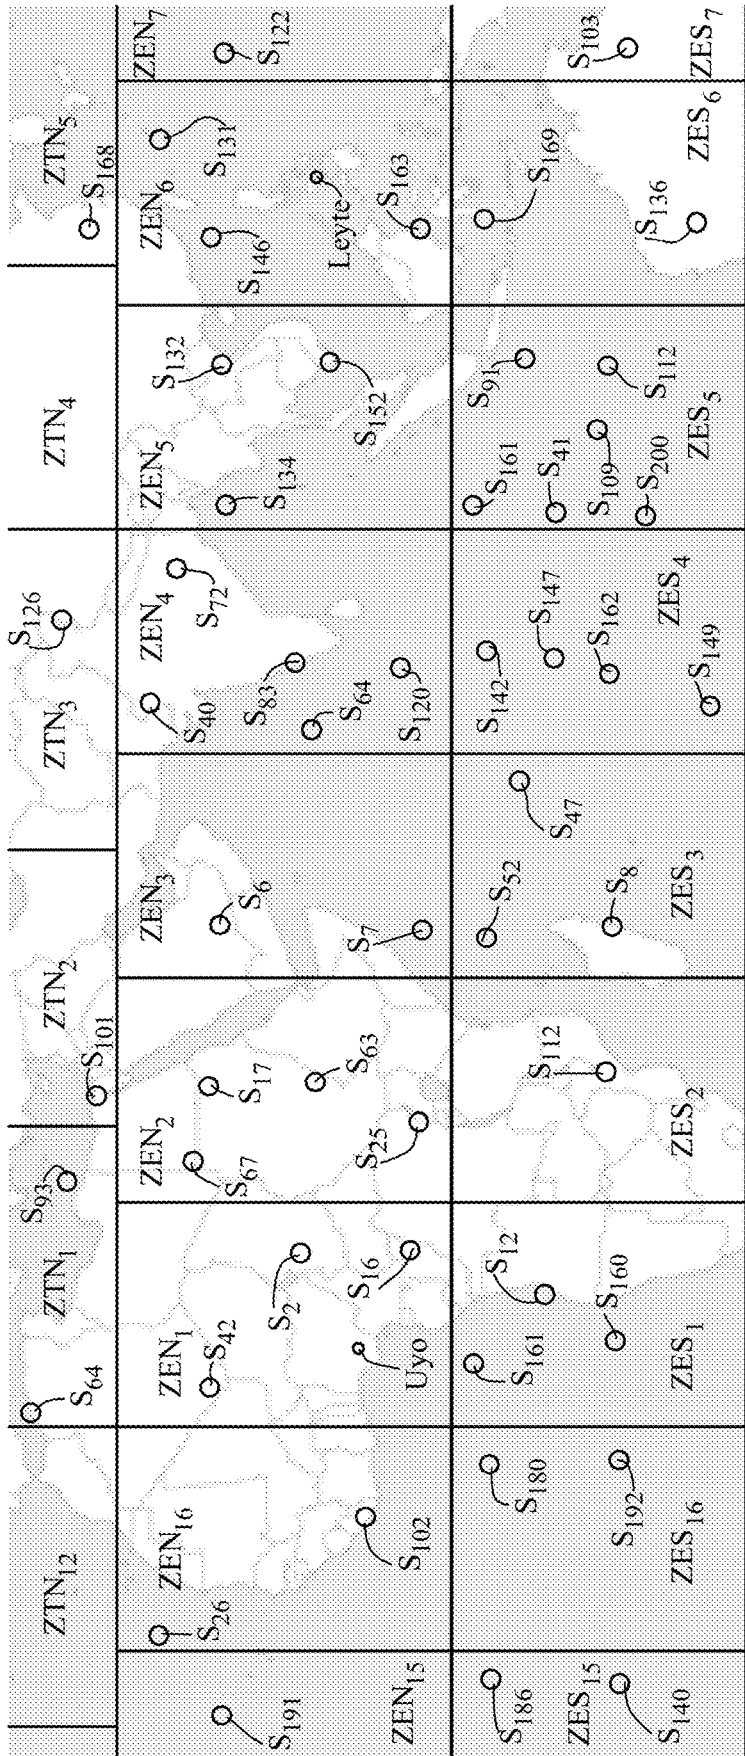 ZTN₁₂
S₆₄
ZTN₁
S₉₃
S₁₀₁
ZTN₂
ZTN₃
S₁₂₆
ZTN₄
ZTN₅
S₁₆₈
S₁₉₁
ZEN₁₅
ZEN₁₆
S₂₆
S₁₀₂
ZEN₁
S₄₂
S₂
S₁₆
Uyo
ZEN₂
S₆₇
S₁₇
S₆₃
S₂₅
ZEN₃
S₆
S₇
ZEN₄
S₄₀
S₇₂
S₈₃
S₆₄
S₁₂₀
ZEN₅
S₁₃₂
S₁₃₄
S₁₅₂
ZEN₆
S₁₃₁
S₁₄₆
Leyte
S₁₆₃
ZEN₇
S₁₂₂
S₁₈₆
ZES₁₅
S₁₄₀
S₁₈₀
S₁₉₂
ZES₁₆
S₁₂
S₁₆₁
S₁₆₀
ZES₁
S₁₁₂
ZES₂
S₅₂
S₄₇
S₈
ZES₃
S₁₄₂
S₁₄₇
S₁₆₂
ZES₄
S₁₄₉
S₉₁
S₁₆₁
S₄₁
S₁₀₉
S₁₁₂
S₂₀₀
ZES₅
S₁₆₉
S₁₃₆
ZES₆
S₁₀₃
ZES₇